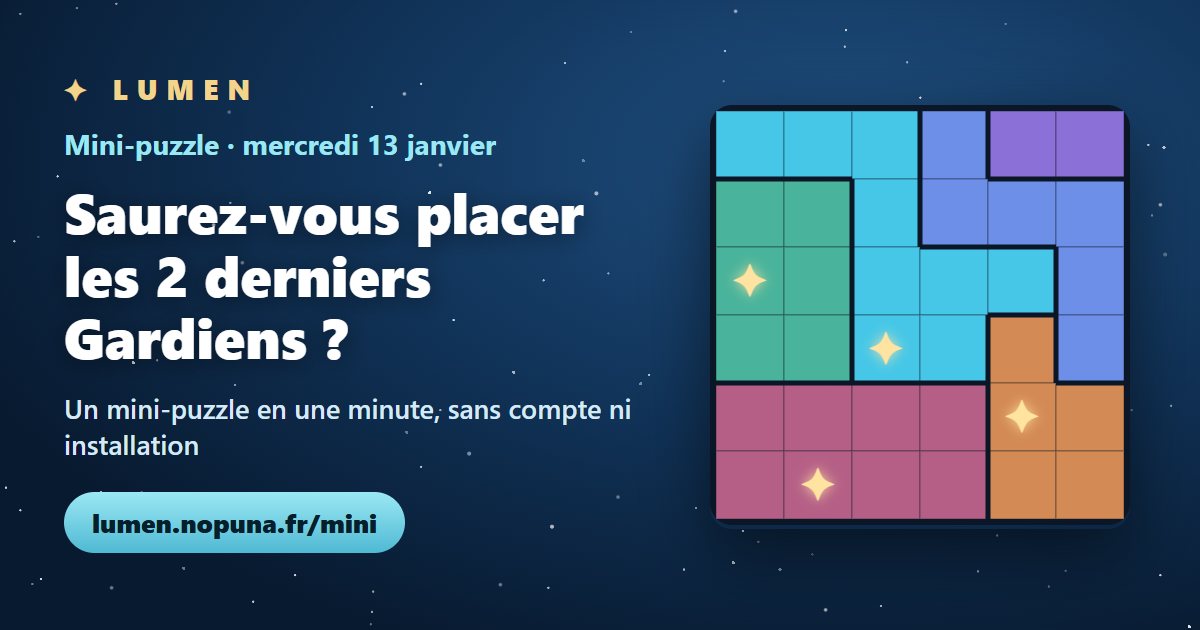 LUMEN
Mini-puzzle · mercredi 13 janvier
Saurez-vous placer
les 2 derniers
Gardiens ?
Un mini-puzzle en une minute, sans compte ni
installation
lumen.nopuna.fr/mini